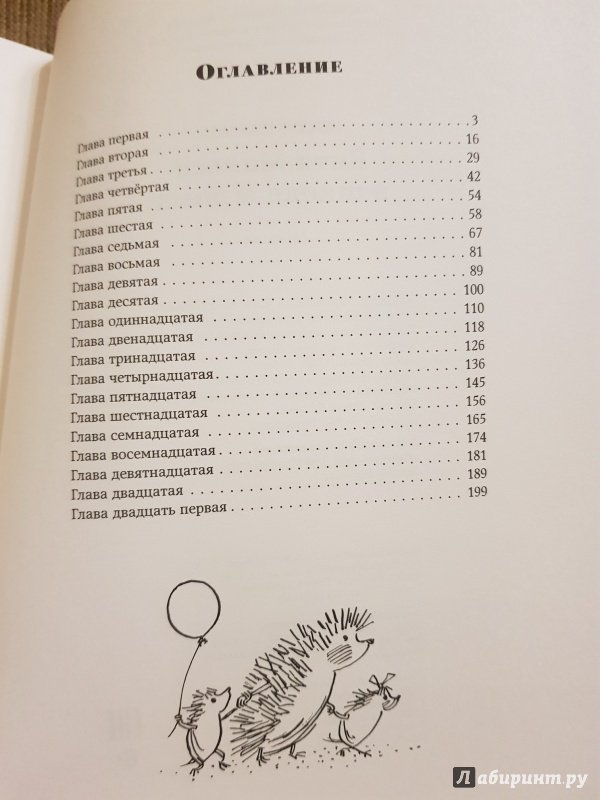 Оглавление
Глава первая . . . . . . . . . . . . . . . . . . . . . . . . . . . . . . 3
Глава вторая . . . . . . . . . . . . . . . . . . . . . . . . . . . . . . 16
Глава третья . . . . . . . . . . . . . . . . . . . . . . . . . . . . . . 29
Глава четвёртая . . . . . . . . . . . . . . . . . . . . . . . . . . . . 42
Глава пятая . . . . . . . . . . . . . . . . . . . . . . . . . . . . . . 54
Глава шестая . . . . . . . . . . . . . . . . . . . . . . . . . . . . . . 58
Глава седьмая . . . . . . . . . . . . . . . . . . . . . . . . . . . . . 67
Глава восьмая . . . . . . . . . . . . . . . . . . . . . . . . . . . . . 81
Глава девятая . . . . . . . . . . . . . . . . . . . . . . . . . . . . . 89
Глава десятая . . . . . . . . . . . . . . . . . . . . . . . . . . . . . 100
Глава одиннадцатая . . . . . . . . . . . . . . . . . . . . . . . . 110
Глава двенадцатая . . . . . . . . . . . . . . . . . . . . . . . . . 118
Глава тринадцатая . . . . . . . . . . . . . . . . . . . . . . . . . 126
Глава четырнадцатая . . . . . . . . . . . . . . . . . . . . . . . 136
Глава пятнадцатая . . . . . . . . . . . . . . . . . . . . . . . . . 145
Глава шестнадцатая . . . . . . . . . . . . . . . . . . . . . . . . 156
Глава семнадцатая . . . . . . . . . . . . . . . . . . . . . . . . . 165
Глава восемнадцатая . . . . . . . . . . . . . . . . . . . . . . . 174
Глава девятнадцатая . . . . . . . . . . . . . . . . . . . . . . . 181
Глава двадцатая . . . . . . . . . . . . . . . . . . . . . . . . . . . 189
Глава двадцать первая . . . . . . . . . . . . . . . . . . . . . . 199
Лабиринт.ру